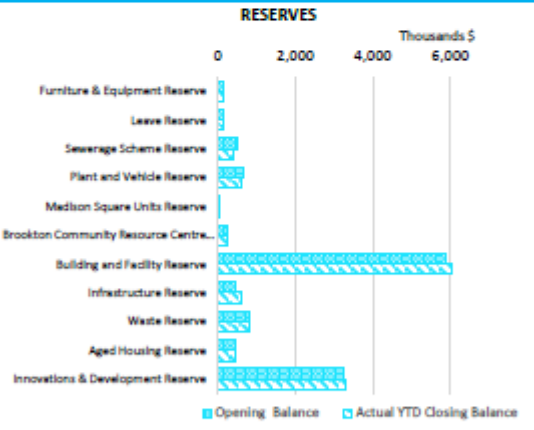 RESERVES
Thousands $
0 2,000 4,000 6,000
Furniture & Equipment Reserve
Leave Reserve
Sewerage Scheme Reserve
Plant and Vehicle Reserve
Madison Square Units Reserve
Brookton Community Resource Centre...
Building and Facility Reserve
Infrastructure Reserve
Waste Reserve
Aged Housing Reserve
Innovations & Development Reserve
Opening Balance Actual YTD Closing Balance